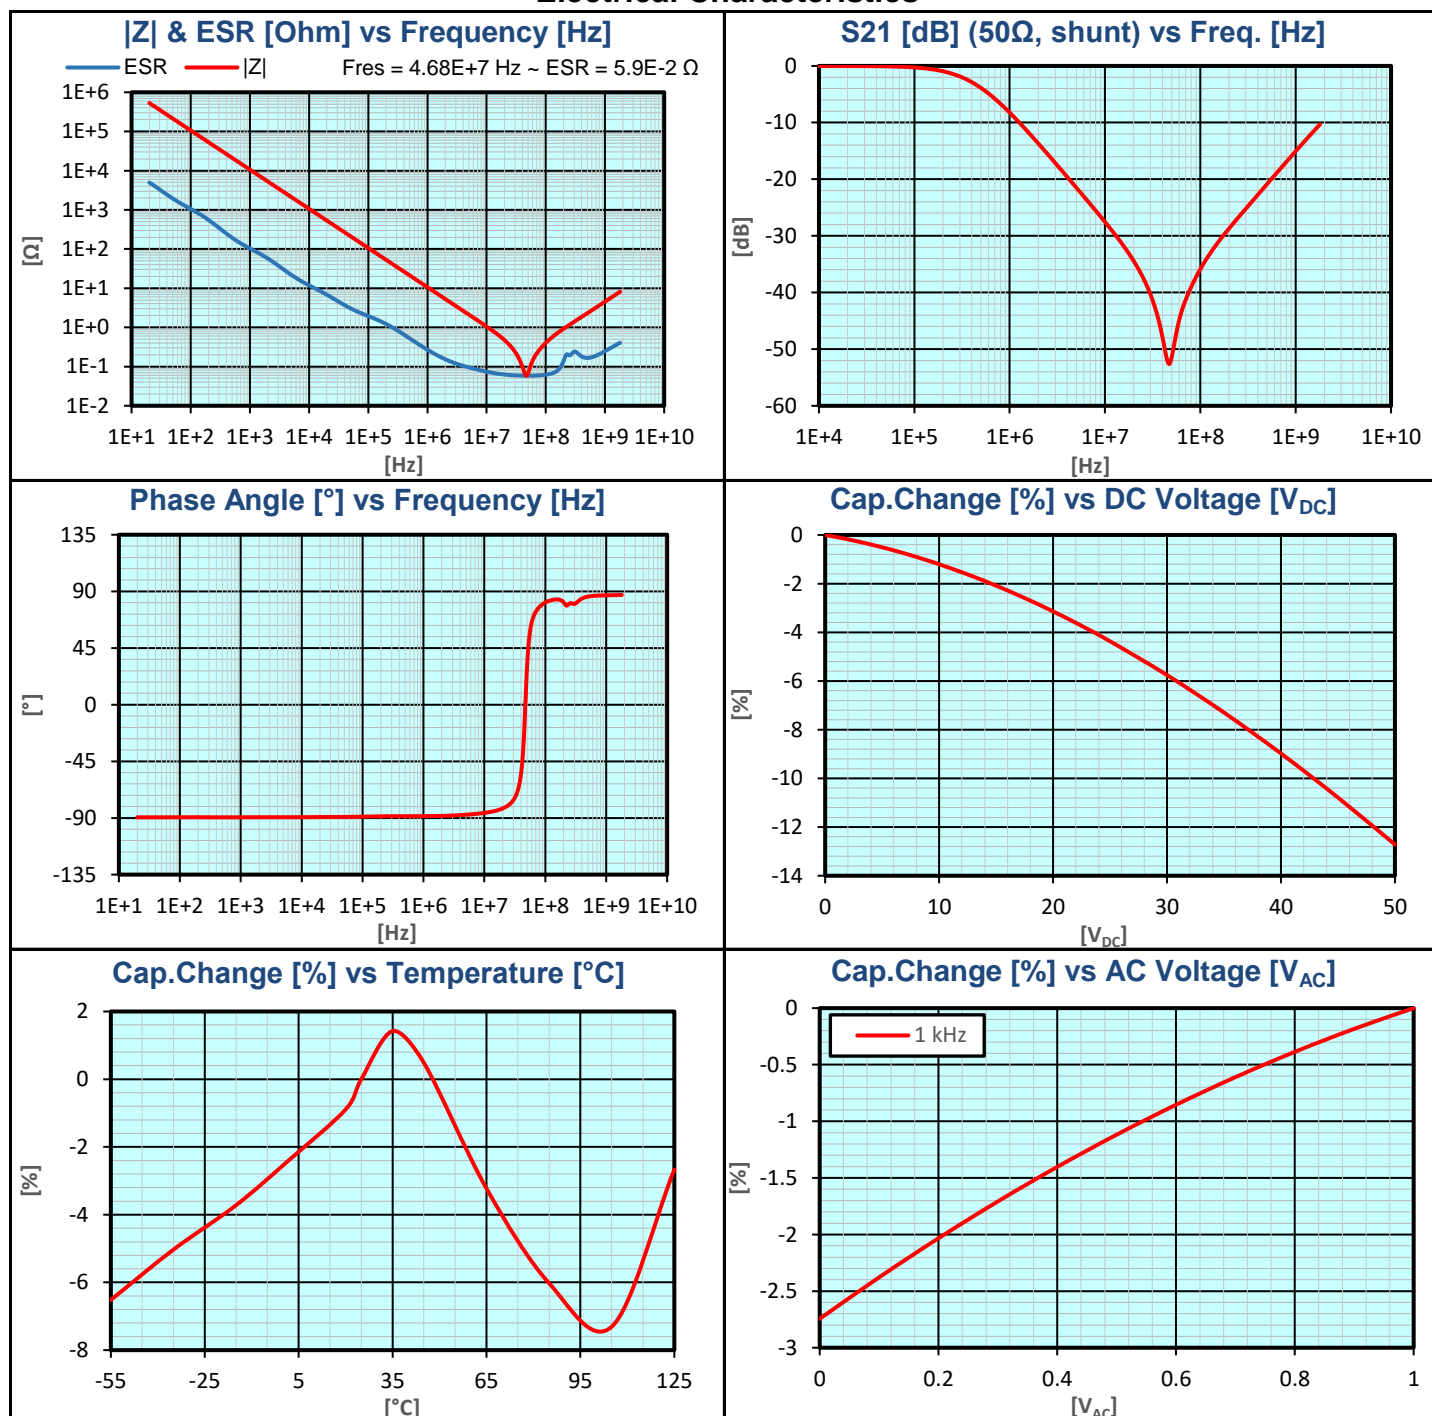 Electrical Characteristics
|Z| & ESR [Ohm] vs Frequency [Hz]
ESR |Z| Fres = 4.68E+7 Hz ~ ESR = 5.9E-2 Ω
1E+6
1E+5
1E+4
1E+3
1E+2
1E+1
1E+0
1E-1
1E-2
[Ω]
1E+1 1E+2 1E+3 1E+4 1E+5 1E+6 1E+7 1E+8 1E+9 1E+10
[Hz]
S21 [dB] (50Ω, shunt) vs Freq. [Hz]
0
-10
-20
-30
-40
-50
-60
[dB]
1E+4 1E+5 1E+6 1E+7 1E+8 1E+9 1E+10
[Hz]
Phase Angle [°] vs Frequency [Hz]
135
90
45
0
-45
-90
-135
[°]
1E+1 1E+2 1E+3 1E+4 1E+5 1E+6 1E+7 1E+8 1E+9 1E+10
[Hz]
Cap.Change [%] vs DC Voltage [VDC]
0
-2
-4
-6
-8
-10
-12
-14
[%]
0 10 20 30 40 50
[VDC]
Cap.Change [%] vs Temperature [°C]
2
0
-2
-4
-6
-8
[%]
-55 -25 5 35 65 95 125
[°C]
Cap.Change [%] vs AC Voltage [VAC]
1 kHz
0
-0.5
-1
-1.5
-2
-2.5
-3
[%]
0 0.2 0.4 0.6 0.8 1
[VAC]